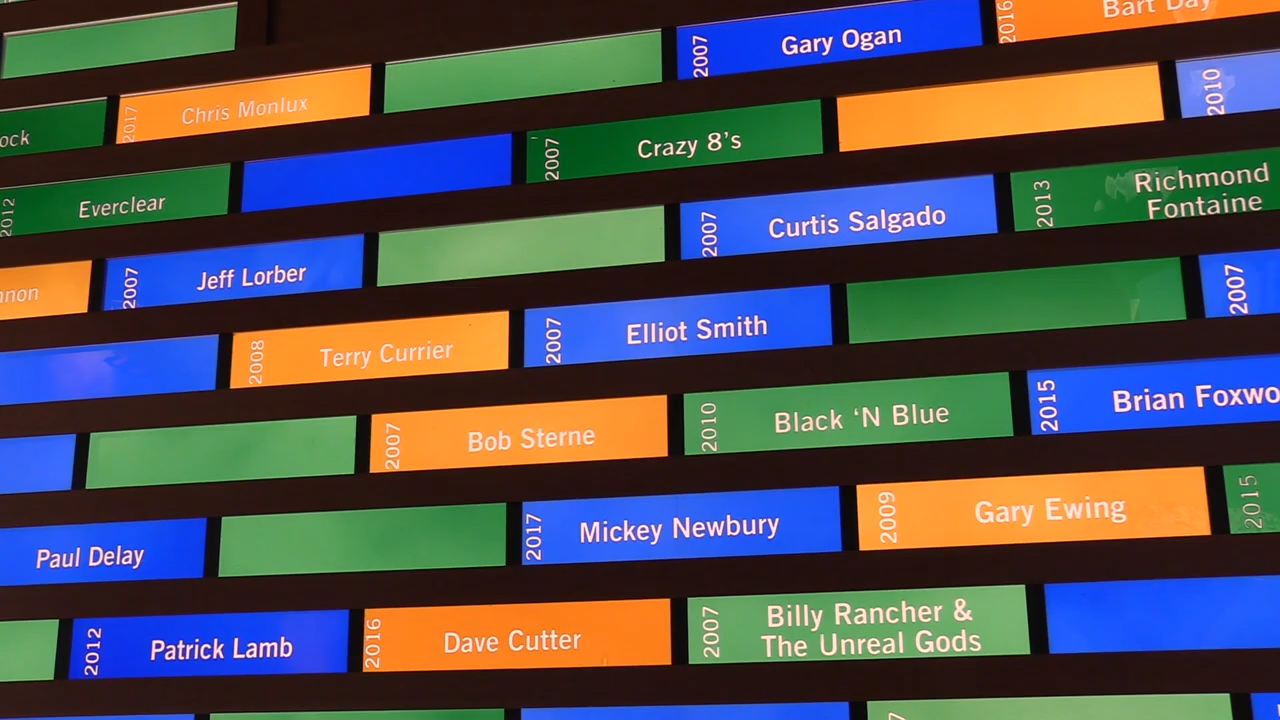 2007 Gary Ogan
2016 Bart Day
2017 Chris Monlux
2010
2007 Crazy 8's
2012 Everclear
2007 Curtis Salgado
2013 Richmond
Fontaine
2007 Jeff Lorber
2007 Elliot Smith
2007
2008 Terry Currier
2007 Bob Sterne
2010 Black ‘N Blue
2015 Brian
Paul Delay
2017 Mickey Newbury
2009 Gary Ewing
2015
2012 Patrick Lamb
2016 Dave Cutter
2007 Billy Rancher &
The Unreal Gods